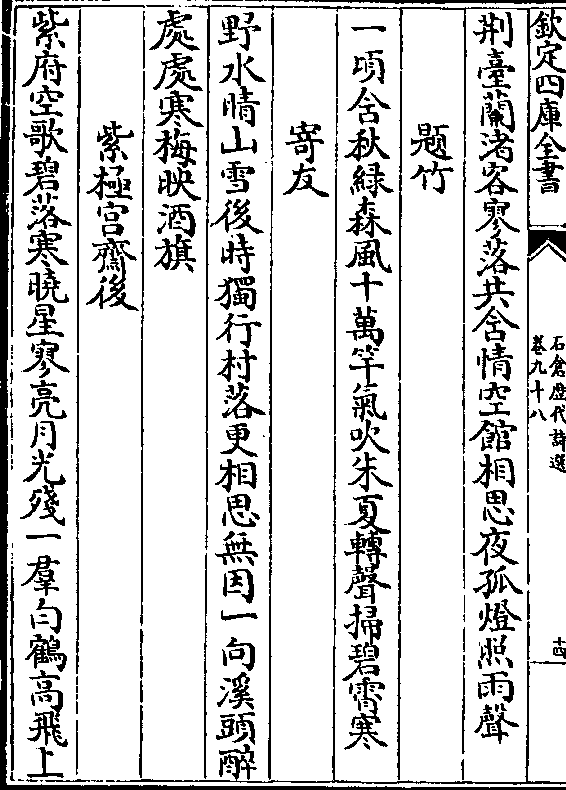 欽定四庫全書
石倉歷代詩選
卷九十八
十四
荆臺蘭渚客寥落共含情空館相思夜孤燈照雨聲
題竹
一頃含秋緑森風十萬竿氣吹朱夏轉聲掃碧霄寒
寄友
野水晴山雪後時獨行村落更相思無因一向溪頭醉
處處寒梅映酒旗
紫極宮齋後
紫府空歌碧落寒曉星寥亮月光殘一羣白鶴高飛上